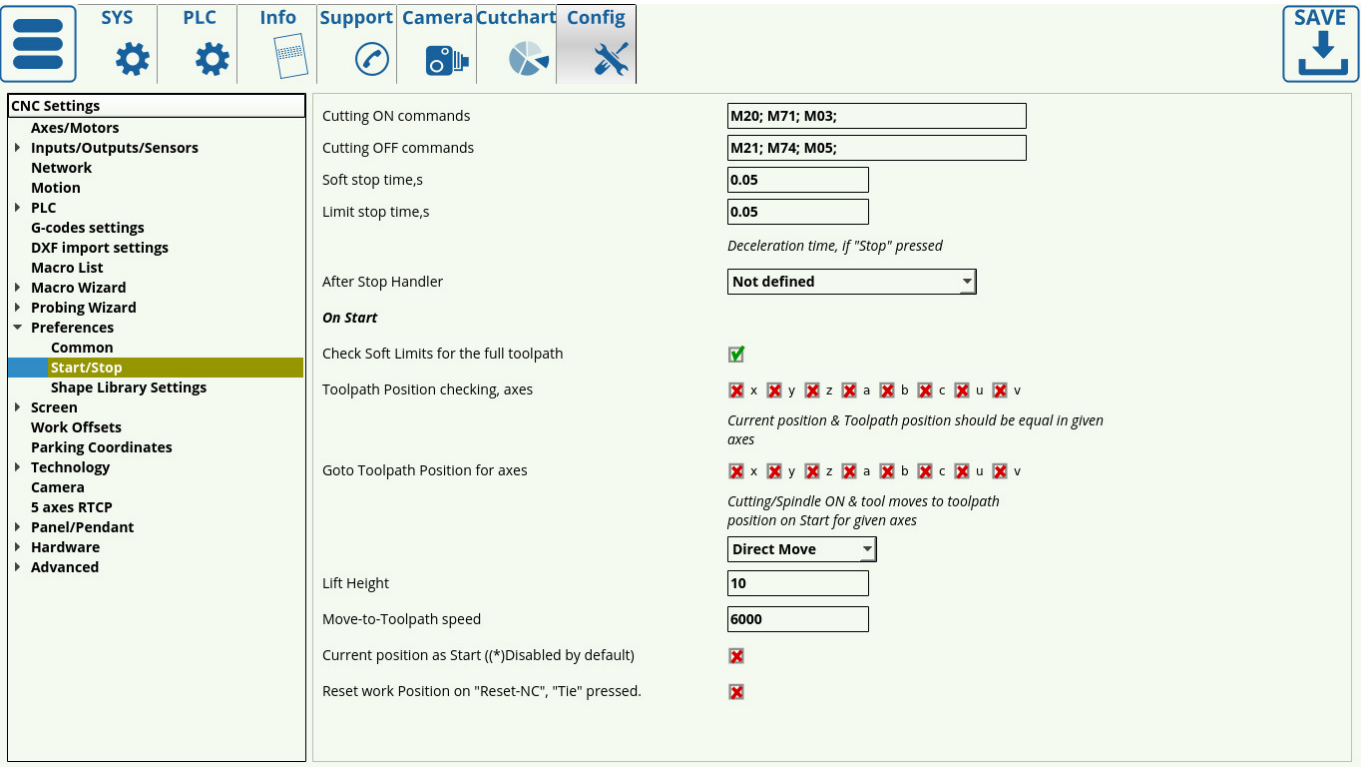 SYS PLC Info Support Camera Cutchart Config SAVE
CNC Settings
Axes/Motors
Inputs/Outputs/Sensors
Network
Motion
PLC
G-codes settings
DXF import settings
Macro List
Macro Wizard
Probing Wizard
Preferences
Common
Start/Stop
Shape Library Settings
Screen
Work Offsets
Parking Coordinates
Technology
Camera
5 axes RTCP
Panel/Pendant
Hardware
Advanced
Cutting ON commands M20; M71; M03;
Cutting OFF commands M21; M74; M05;
Soft stop time,s 0.05
Limit stop time,s 0.05
Deceleration time, if "Stop" pressed
After Stop Handler Not defined
On Start
Check Soft Limits for the full toolpath
Toolpath Position checking, axes x y z a b c u v
Current position & Toolpath position should be equal in given
axes
Goto Toolpath Position for axes x y z a b c u v
Cutting/Spindle ON & tool moves to toolpath
position on Start for given axes
Direct Move
Lift Height 10
Move-to-Toolpath speed 6000
Current position as Start ((*)Disabled by default)
Reset work Position on "Reset-NC", "Tie" pressed.